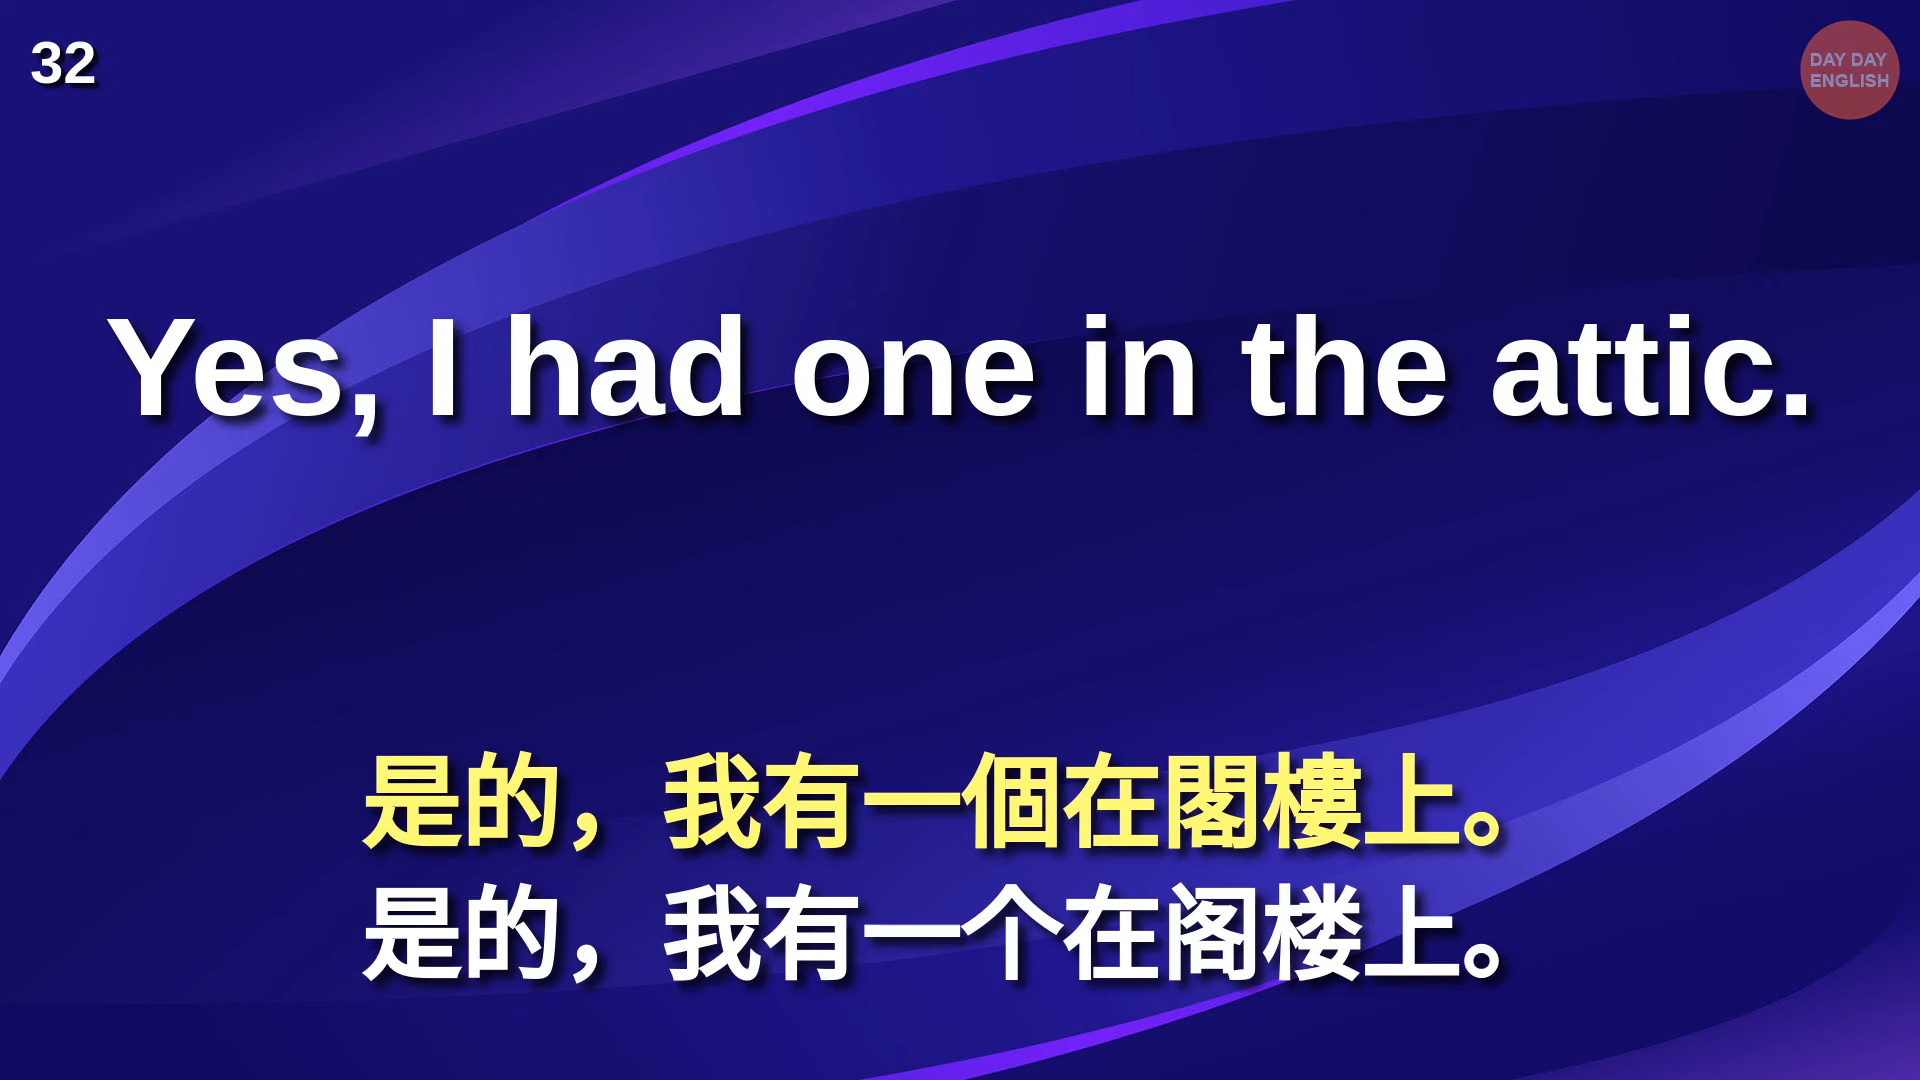 32
DAY DAY
ENGLISH
Yes, I had one in the attic.
是的，我有一個在閣樓上。
是的，我有一个在阁楼上。